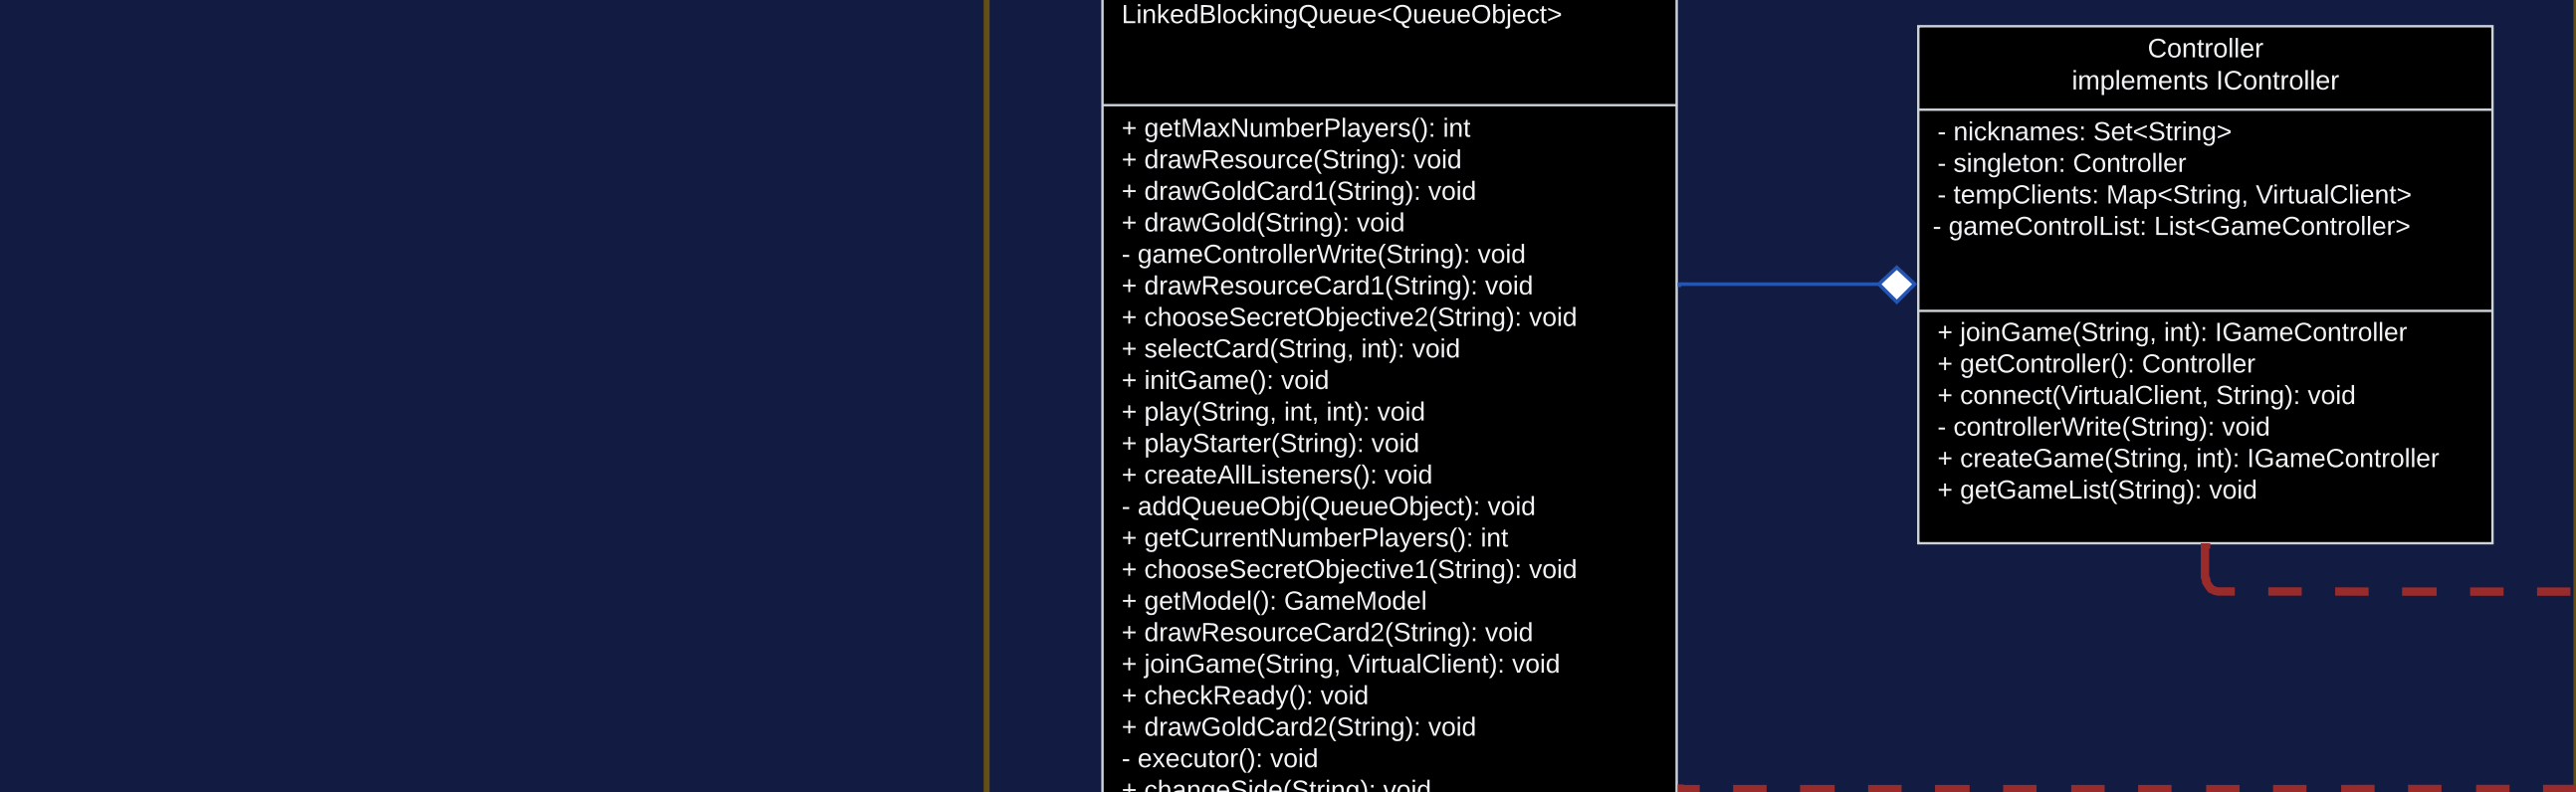 LinkedBlockingQueue<QueueObject>
+ getMaxNumberPlayers(): int
+ drawResource(String): void
+ drawGoldCard1(String): void
+ drawGold(String): void
- gameControllerWrite(String): void
+ drawResourceCard1(String): void
+ chooseSecretObjective2(String): void
+ selectCard(String, int): void
+ initGame(): void
+ play(String, int, int): void
+ playStarter(String): void
+ createAllListeners(): void
- addQueueObj(QueueObject): void
+ getCurrentNumberPlayers(): int
+ chooseSecretObjective1(String): void
+ getModel(): GameModel
+ drawResourceCard2(String): void
+ joinGame(String, VirtualClient): void
+ checkReady(): void
+ drawGoldCard2(String): void
- executor(): void
+ changeSide(String): void
Controller
implements IController
- nicknames: Set<String>
- singleton: Controller
- tempClients: Map<String, VirtualClient>
- gameControlList: List<GameController>
+ joinGame(String, int): IGameController
+ getController(): Controller
+ connect(VirtualClient, String): void
- controllerWrite(String): void
+ createGame(String, int): IGameController
+ getGameList(String): void